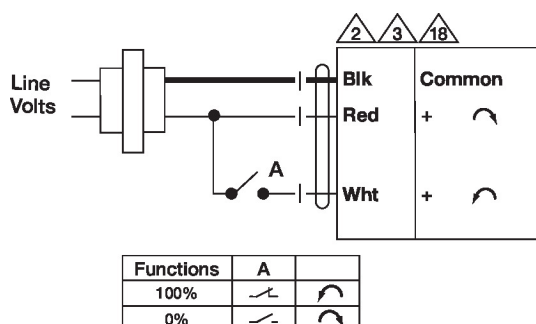 2 3 18
Line
Volts
Blk Common
Red +
A
Wht +
Functions A
100%
0%